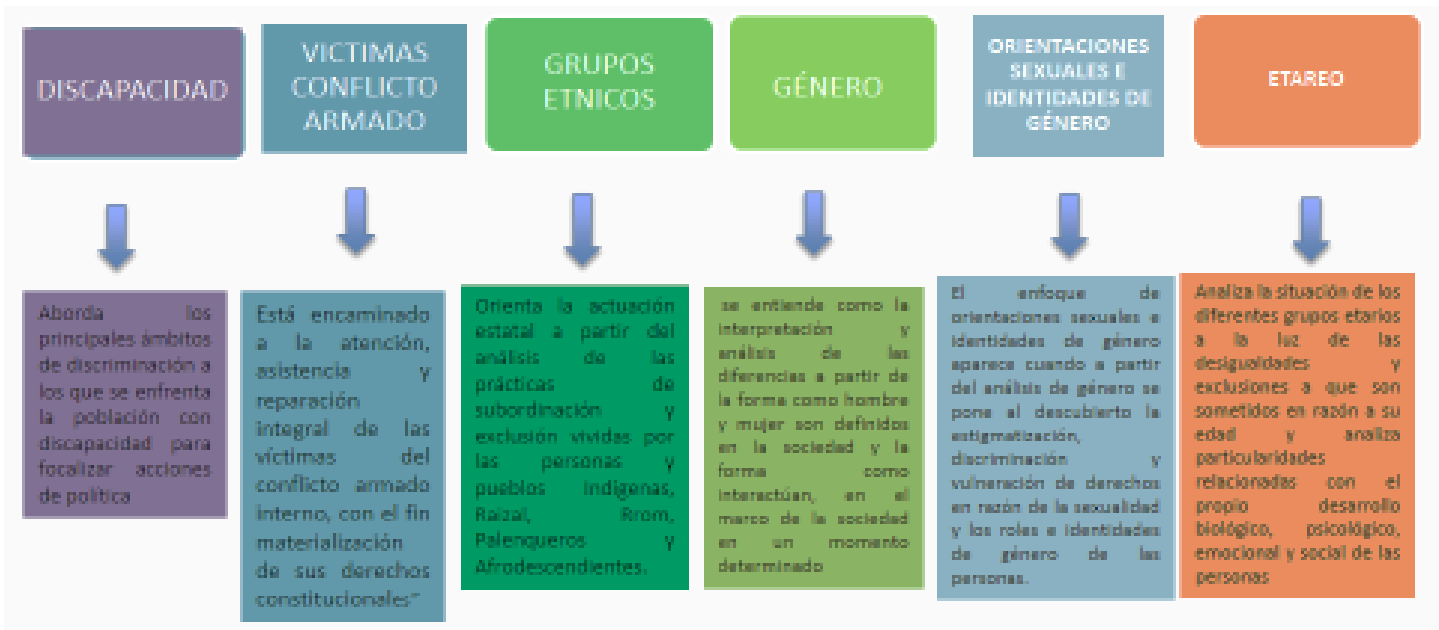 DISCAPACIDAD
VICTIMAS
CONFLICTO
ARMADO
GRUPOS
ETNICOS
GÉNERO
ORIENTACIONES
SEXUALES E
IDENTIDADES DE
GÉNERO
ETAREO
Aborda los
principales ámbitos
de discriminación a
los que se enfrenta
la población con
discapacidad para
focalizar acciones
de política
Está encaminado
a la atención,
asistencia y
reparación
integral de las
víctimas del
conflicto armado
interno, con el fin
materialización
de sus derechos
constitucionales"
Orienta la actuación
estatal a partir del
análisis de las
prácticas de
subordinación y
exclusión vividas por
las personas y
pueblos Indígenas,
Raizal, Rrom,
Palenqueros y
Afrodescendientes.
se entiende como la
interpretación y
análisis de las
diferencias a partir de
la forma como hombre
y mujer son definidos
en la sociedad y la
forma como
interactúan, en el
marco de la sociedad
en un momento
determinado
El enfoque de
orientaciones sexuales e
identidades de género
aparece cuando a partir
del análisis de género se
pone al descubierto la
estigmatización,
discriminación y
vulneración de derechos
en razón de la sexualidad
y los roles e identidades
de género de las
personas.
Analiza la situación de los
diferentes grupos etarios
a la luz de las
desigualdades y
exclusiones a que son
sometidos en razón a su
edad y analiza
particularidades
relacionadas con el
propio desarrollo
biológico, psicológico,
emocional y social de las
personas